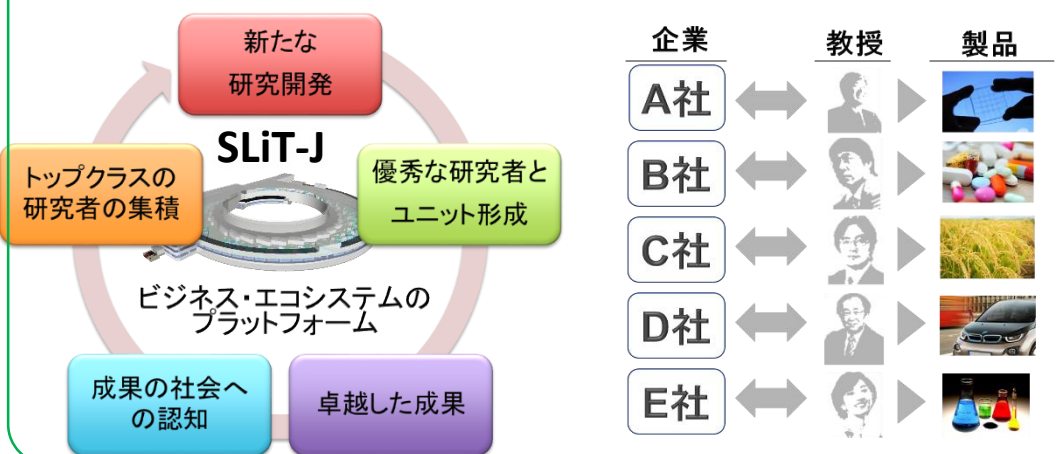 新たな
研究開発
SLiT-J
トップクラスの
研究者の集積
優秀な研究者と
ユニット形成
ビジネス・エコシステムの
プラットフォーム
成果の社会へ
の認知
卓越した成果
企業
教授
製品
A社
B社
C社
D社
E社